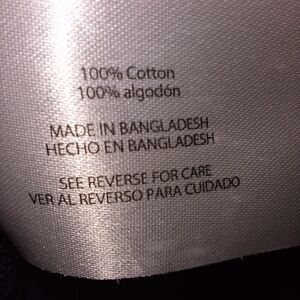 100% Cotton
100% algodón
MADE IN BANGLADESH
HECHO EN BANGLADESH
SEE REVERSE FOR CARE
VER AL REVERSO PARA CUIDADO